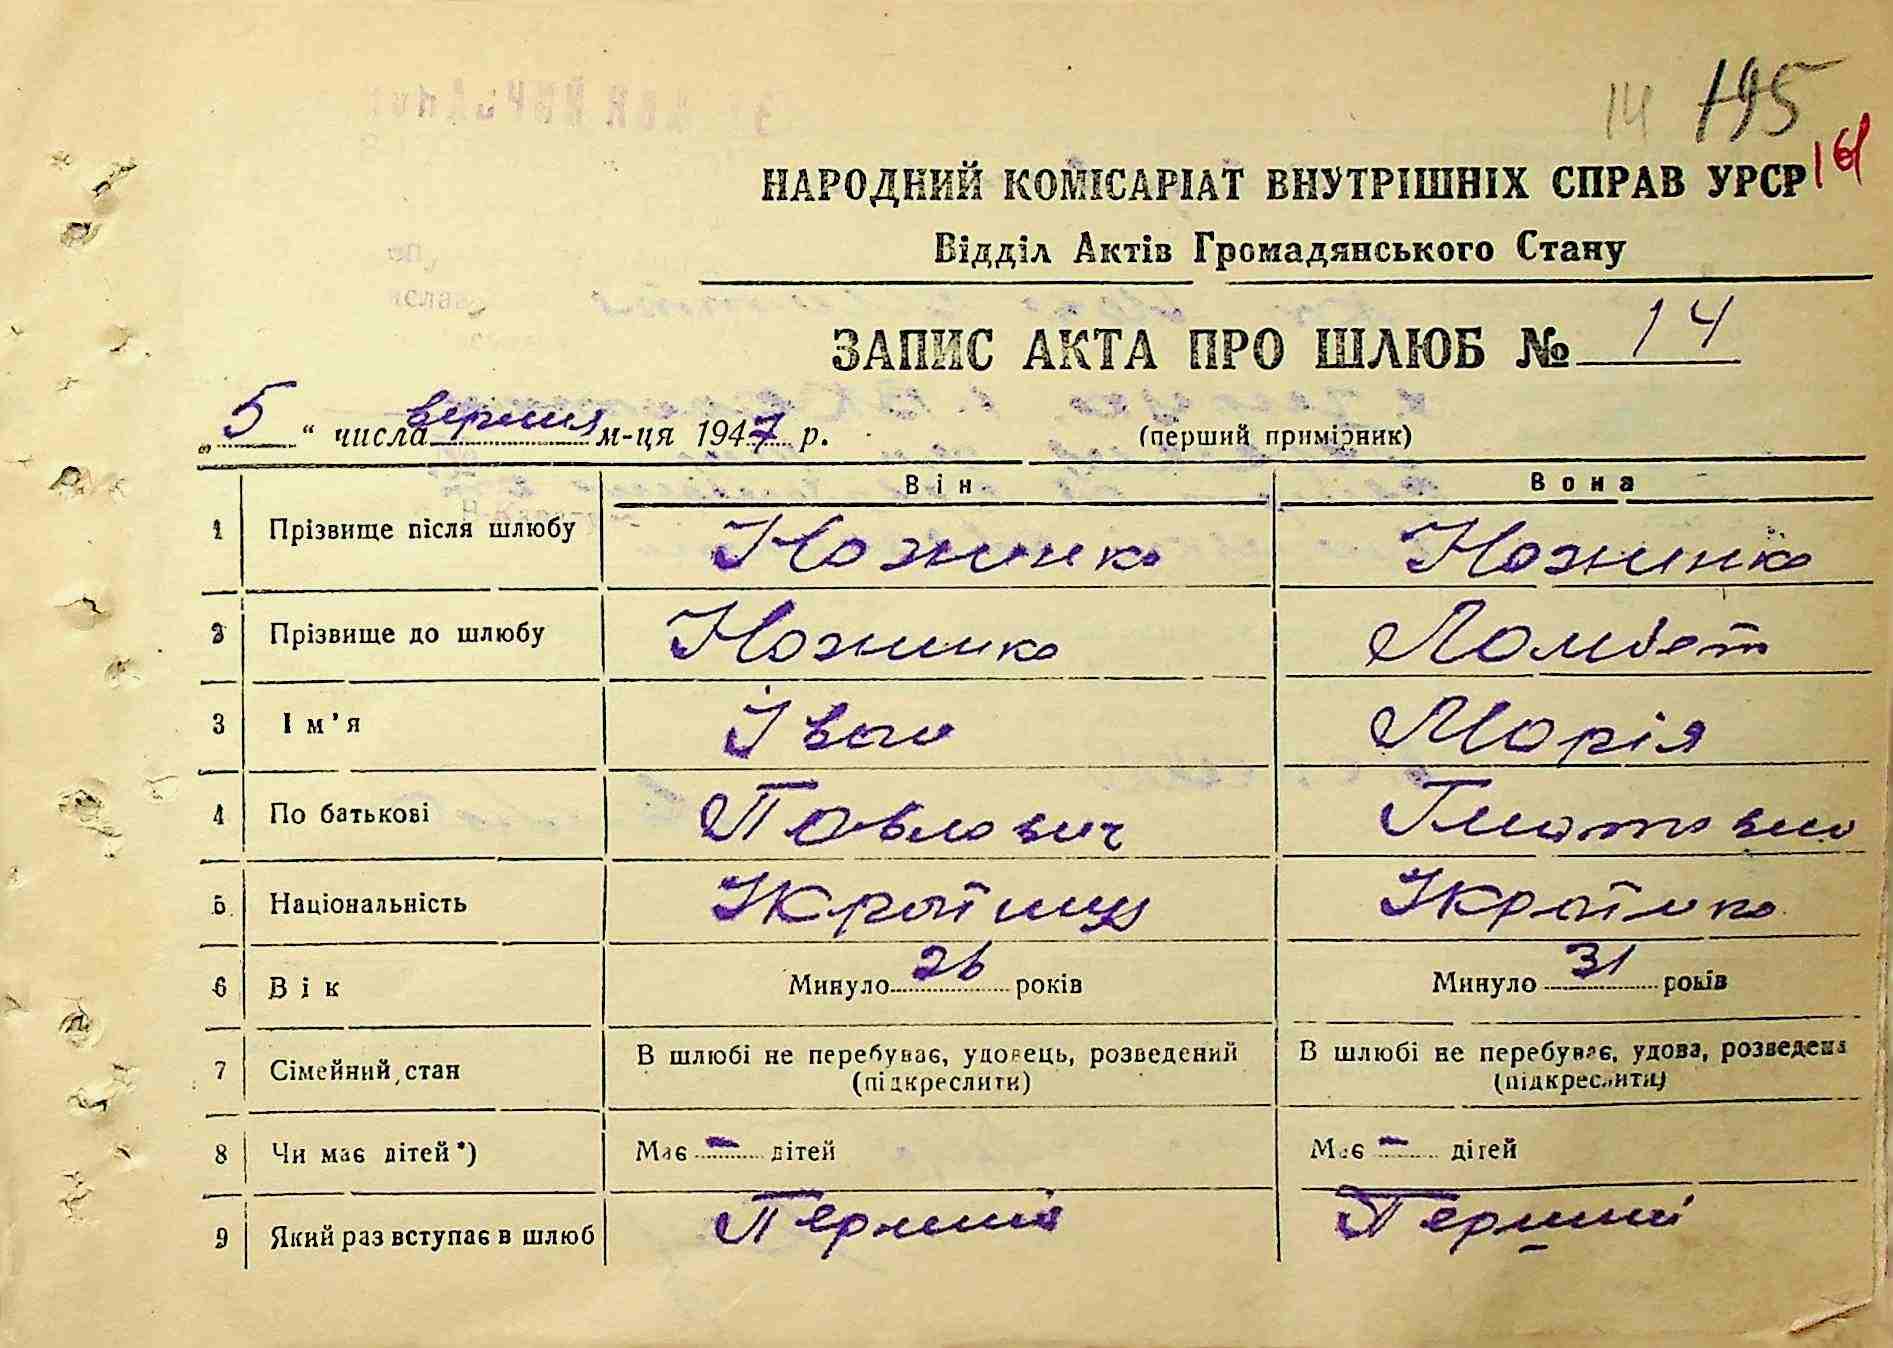 14 195
161
НАРОДНИЙ КОМІСАРІАТ ВНУТРІШНІХ СПРАВ УРСР
Відділ Актів Громадянського Стану
ЗАПИС АКТА ПРО ШЛЮБ № 14
„5“ числа вересня м-ця 1947 р. (перший примірник)
Він Вона
1 Прізвище після шлюбу Ножинко Ножинко
2 Прізвище до шлюбу Ножинко
3 Ім'я Іван Марія
4 По батькові Павлович Гнатовна
5 Національність Українець Українка
6 Вік Минуло 26 років Минуло 31 років
7 Сімейний стан В шлюбі не перебуває, удовець, розведений В шлюбі не перебуває, удова, розведена
(підкреслити) (підкреслити)
8 Чи має дітей*) Має – дітей Має – дітей
9 Який раз вступає в шлюб Перший Перший